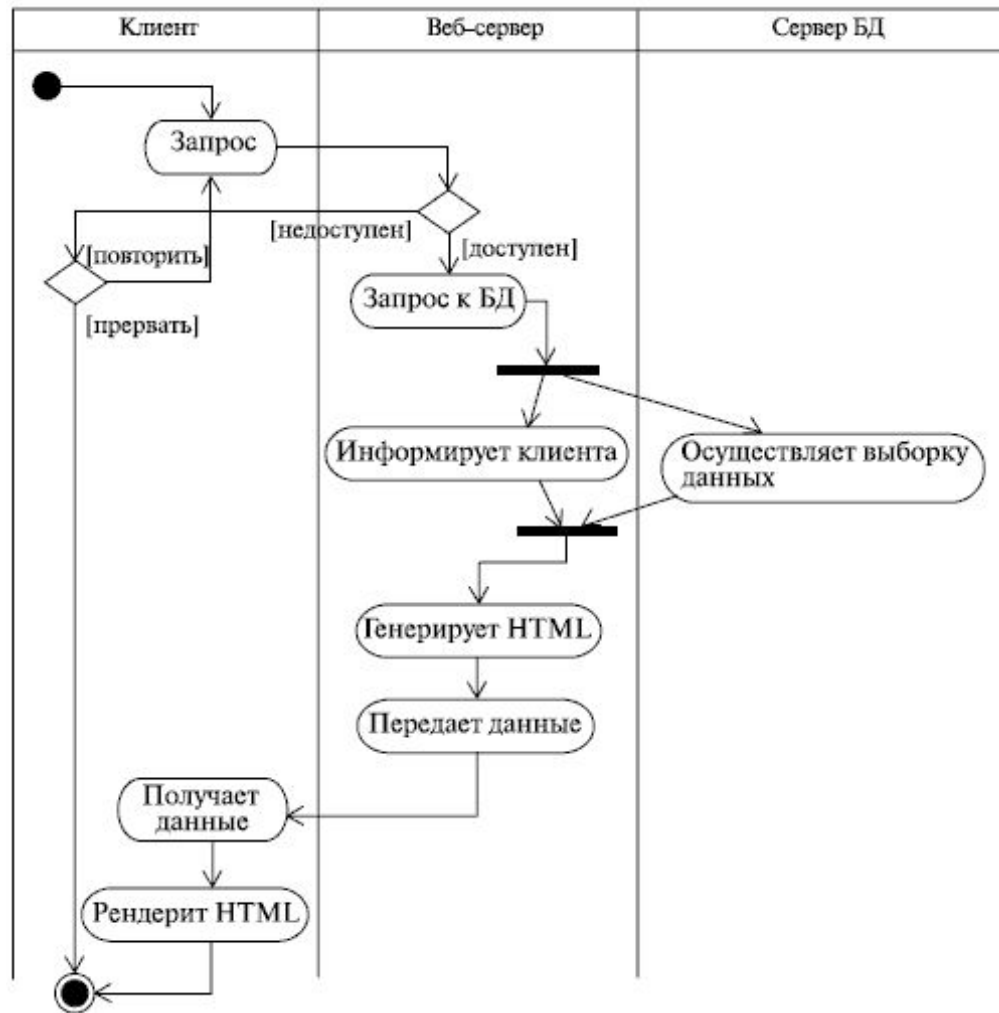 Клиент
Веб-сервер
Сервер БД
Запрос
[недоступен]
[доступен]
[повторить]
Запрос к БД
[прервать]
Информирует клиента
Осуществляет выборку
данных
Генерирует HTML
Передает данные
Получает
данные
Рендерит HTML